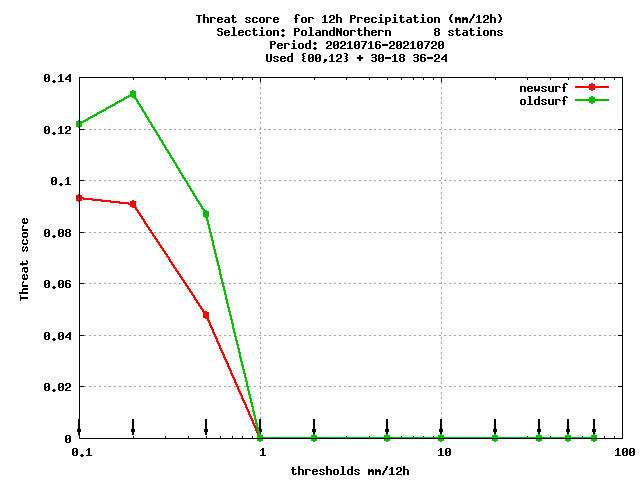 Threat score for 12h Precipitation (mm/12h)
Selection: PolandNorthern 8 stations
Period: 20210716-20210720
Used {00,12} + 30-18 36-24
newsurf
oldsurf
0.14
0.12
0.1
0.08
0.06
0.04
0.02
0
Threat score
0.1 1 10 100
thresholds mm/12h